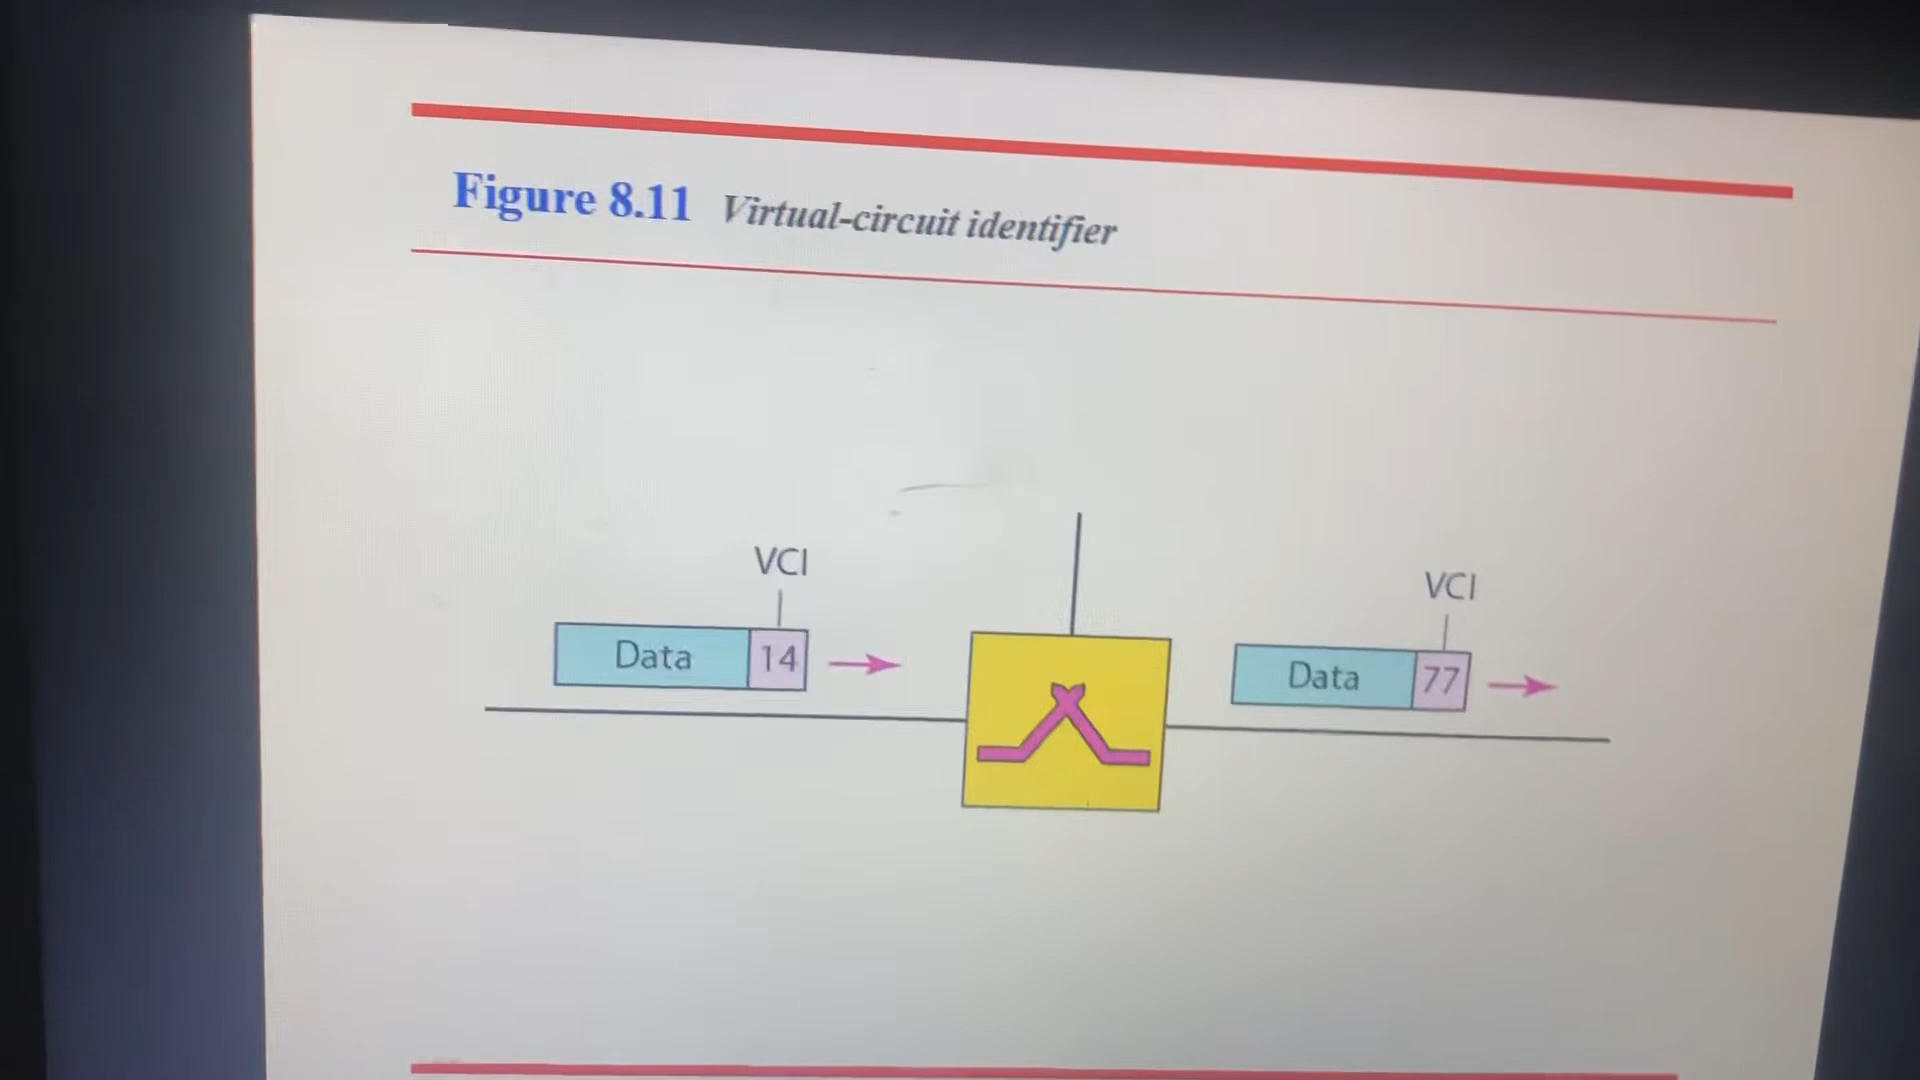 Figure 8.11 Virtual-circuit identifier
VCI
VCI
Data 14
Data 77